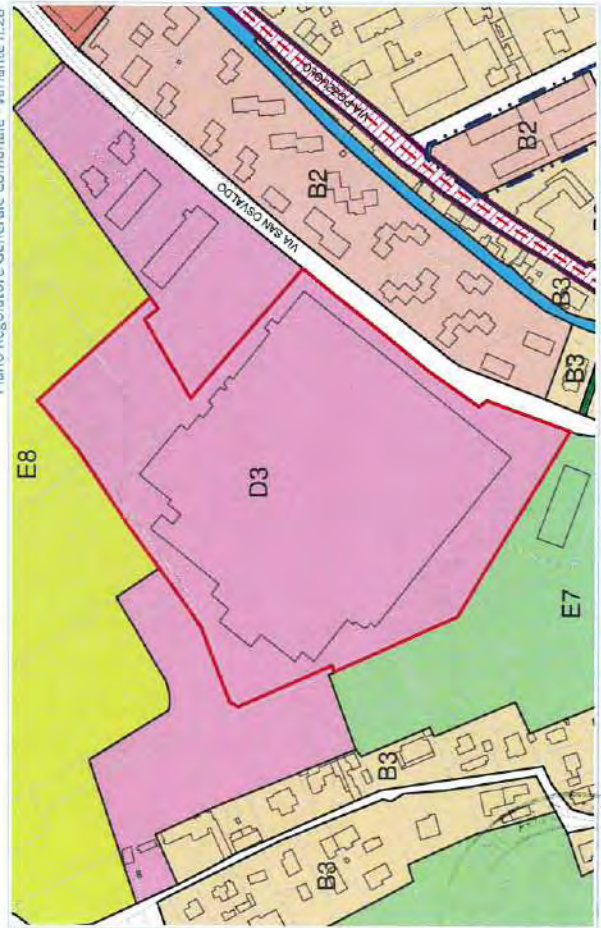 Piano Regolatore Generale Comunale - Variante n.28
E8
VIA POZZUOLO
B2
B2
VIA SAN OSVALDO
D3
B3
B3
E7
B3
B3